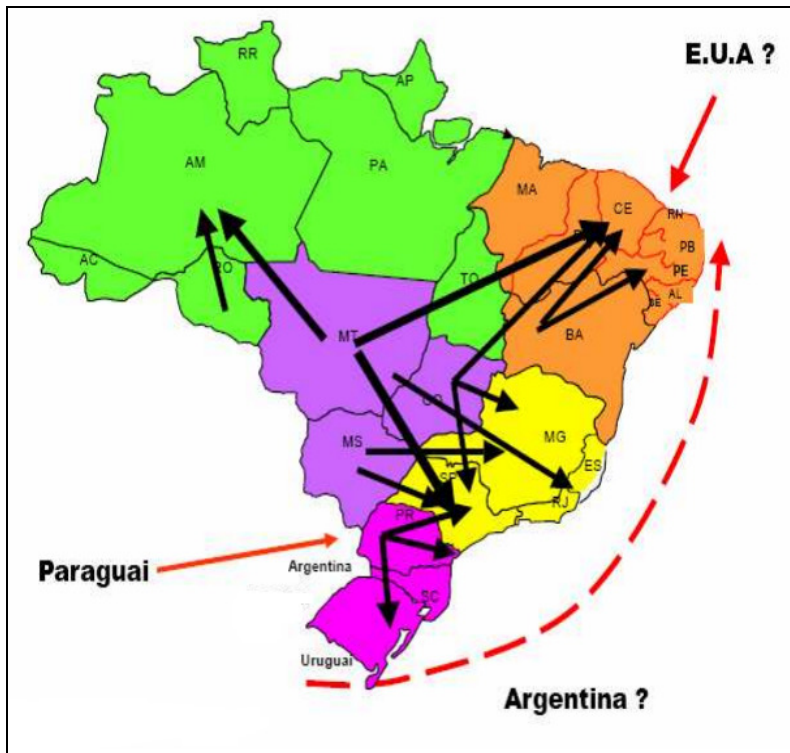 RR
AP
E.U.A ?
AM
PA
MA
CE
RN
PB
PE
AC
RO
TO
SE
AL
MT
BA
GO
MS
MG
ES
SP
RJ
PR
Paraguai
Argentina
SC
Uruguai
Argentina ?